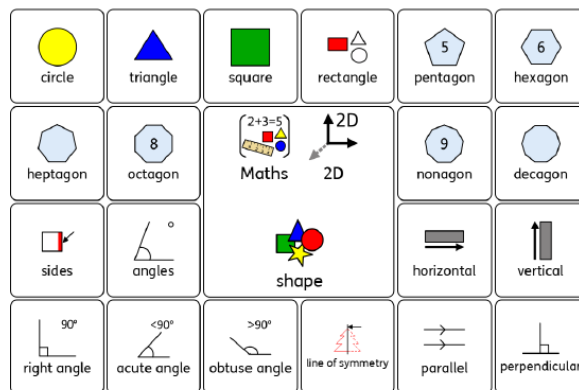 circle
triangle
square
rectangle
5
pentagon
6
hexagon
heptagon
8
octagon
2+3=5
Maths
2D
2D
9
nonagon
decagon
sides
angles
shape
horizontal
vertical
90°
right angle
<90°
acute angle
>90°
obtuse angle
line of symmetry
parallel
perpendicular